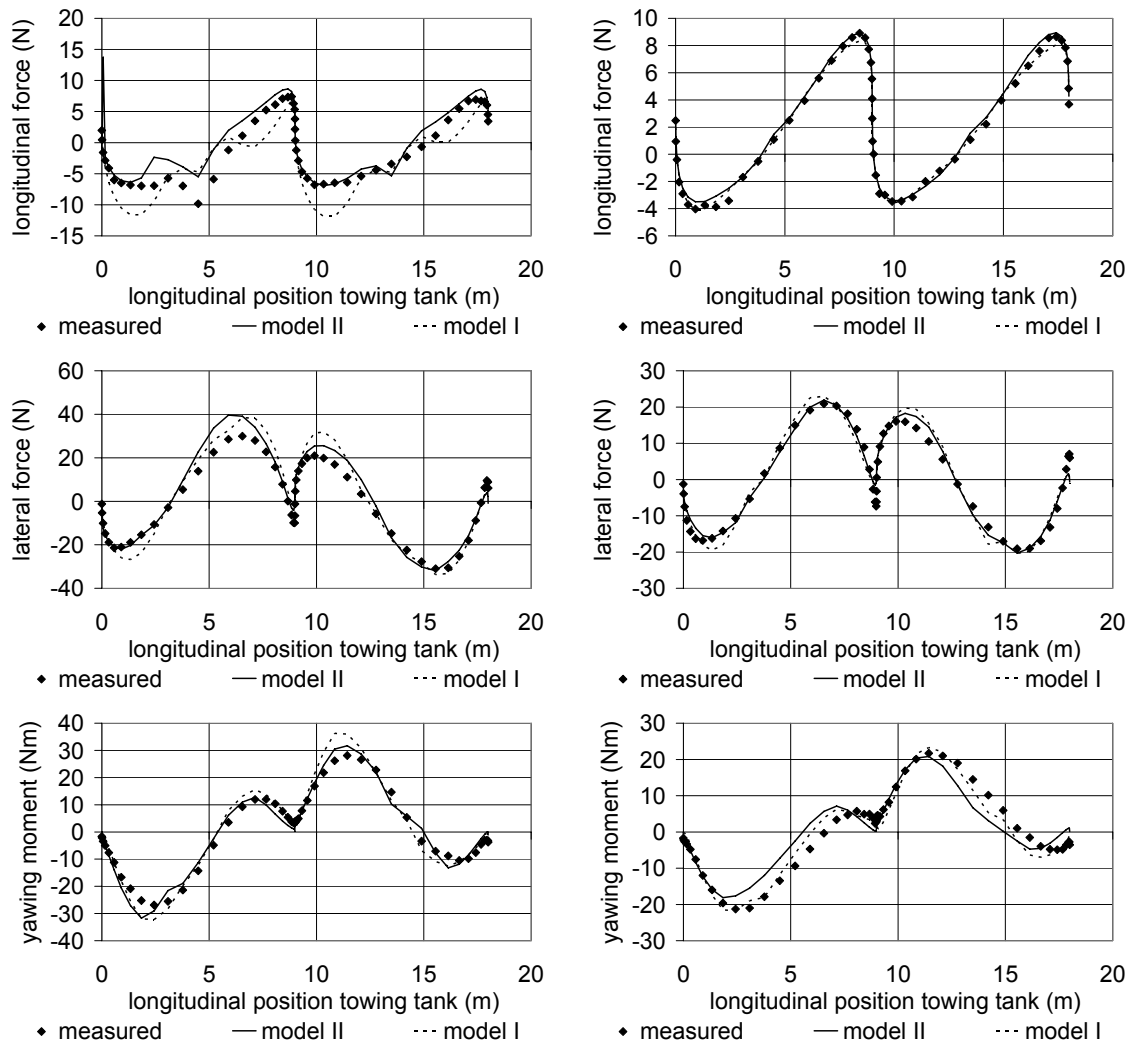 longitudinal force (N)
20
15
10
5
0
-5
-10
-15
0 5 10 15 20
longitudinal position towing tank (m)
measured model II model I
longitudinal force (N)
10
8
6
4
2
0
-2
-4
-6
0 5 10 15 20
longitudinal position towing tank (m)
measured model II model I
lateral force (N)
60
40
20
0
-20
-40
0 5 10 15 20
longitudinal position towing tank (m)
measured model II model I
lateral force (N)
30
20
10
0
-10
-20
-30
0 5 10 15 20
longitudinal position towing tank (m)
measured model II model I
yawing moment (Nm)
40
30
20
10
0
-10
-20
-30
-40
0 5 10 15 20
longitudinal position towing tank (m)
measured model II model I
yawing moment (Nm)
30
20
10
0
-10
-20
-30
0 5 10 15 20
longitudinal position towing tank (m)
measured model II model I